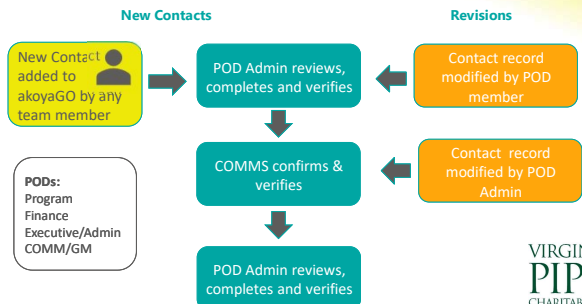 New Contacts
Revisions
New Contact
added to
akoyaGO by any
team member
POD Admin reviews,
completes and verifies
Contact record
modified by POD
member
COMMS confirms &
verifies
Contact record
modified by POD
Admin
PODs:
Program
Finance
Executive/Admin
COMM/GM
POD Admin reviews,
completes and verifies
VIRGIN
PIP
CHARITAB